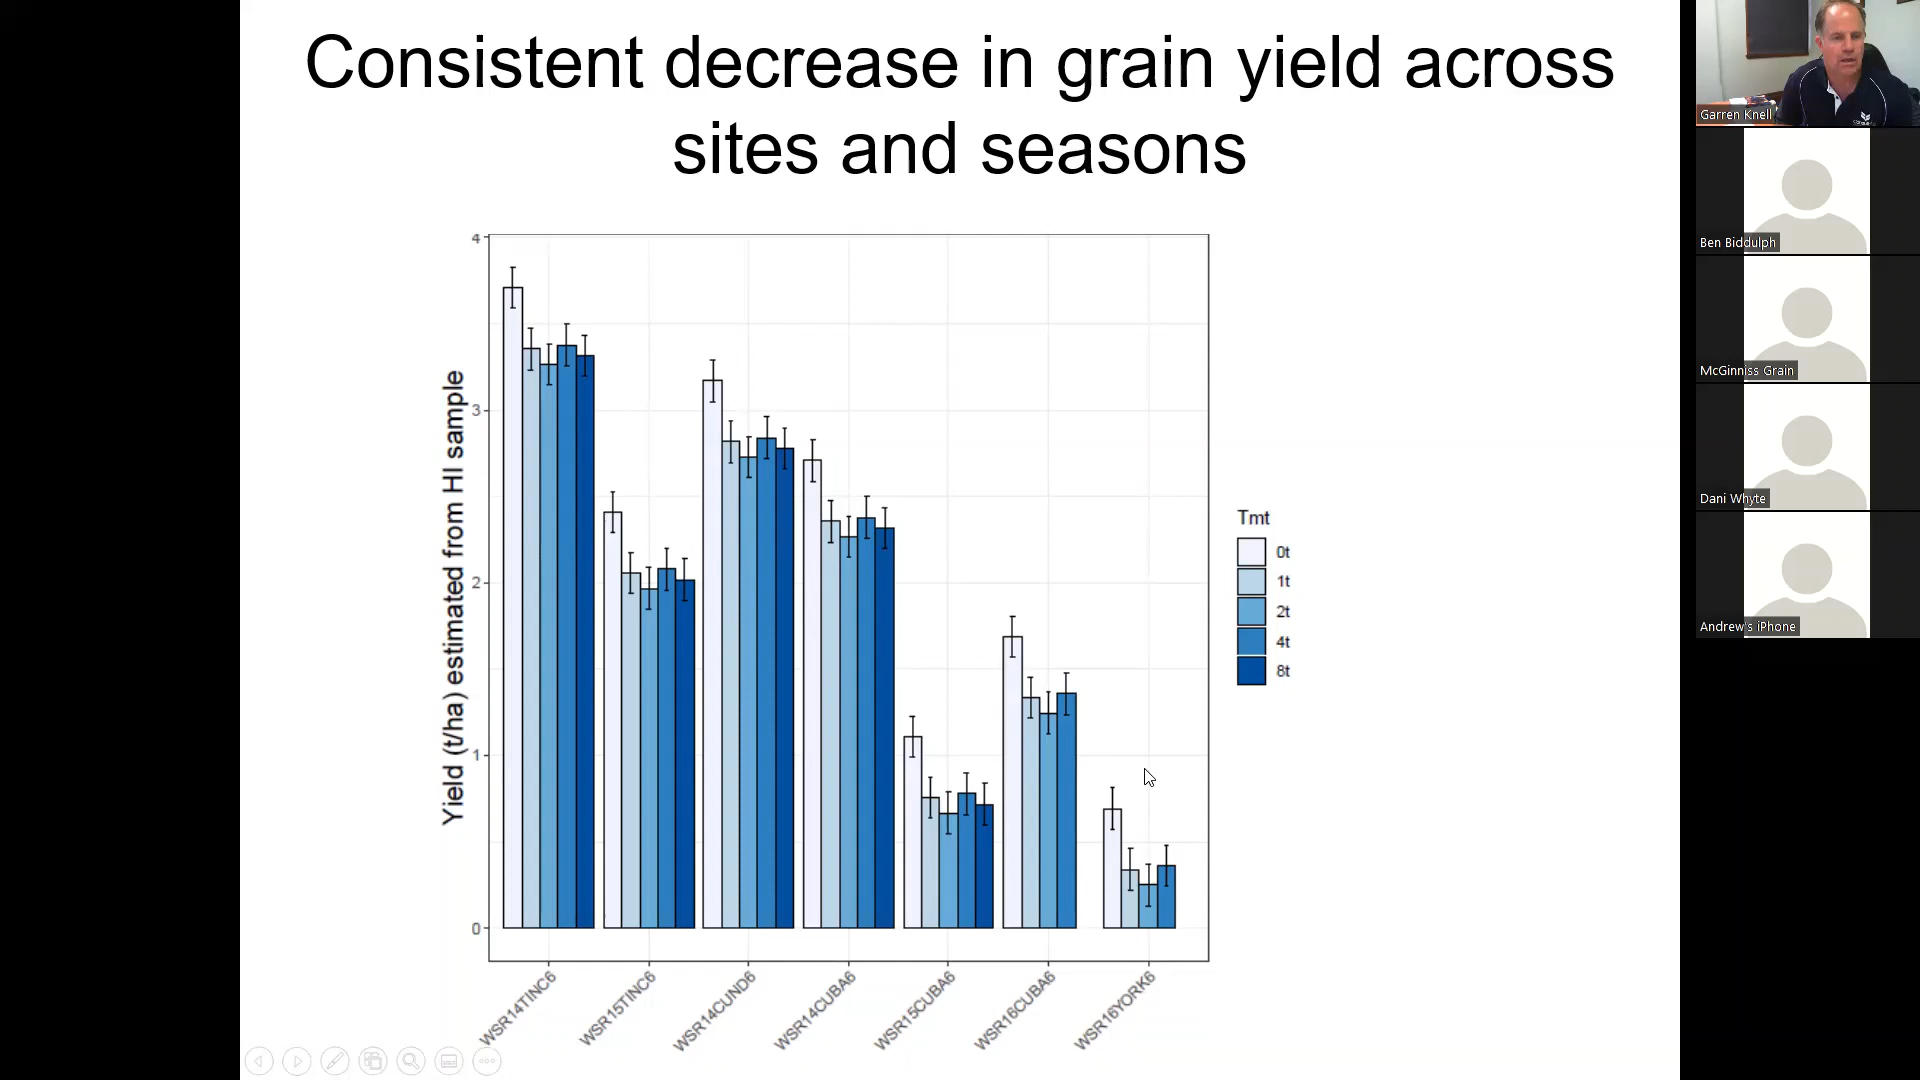 Consistent decrease in grain yield across
sites and seasons
Yield (t/ha) estimated from HI sample
4
3
2
1
0
WSR14TINC6
WSR15TINC6
WSR14CUND6
WSR14CUBA6
WSR15CUBA6
WSR16CUBA6
WSR16YORK6
Tmt
0t
1t
2t
4t
8t
Garren Knell
Ben Biddulph
McGinniss Grain
Dani Whyte
Andrew's iPhone